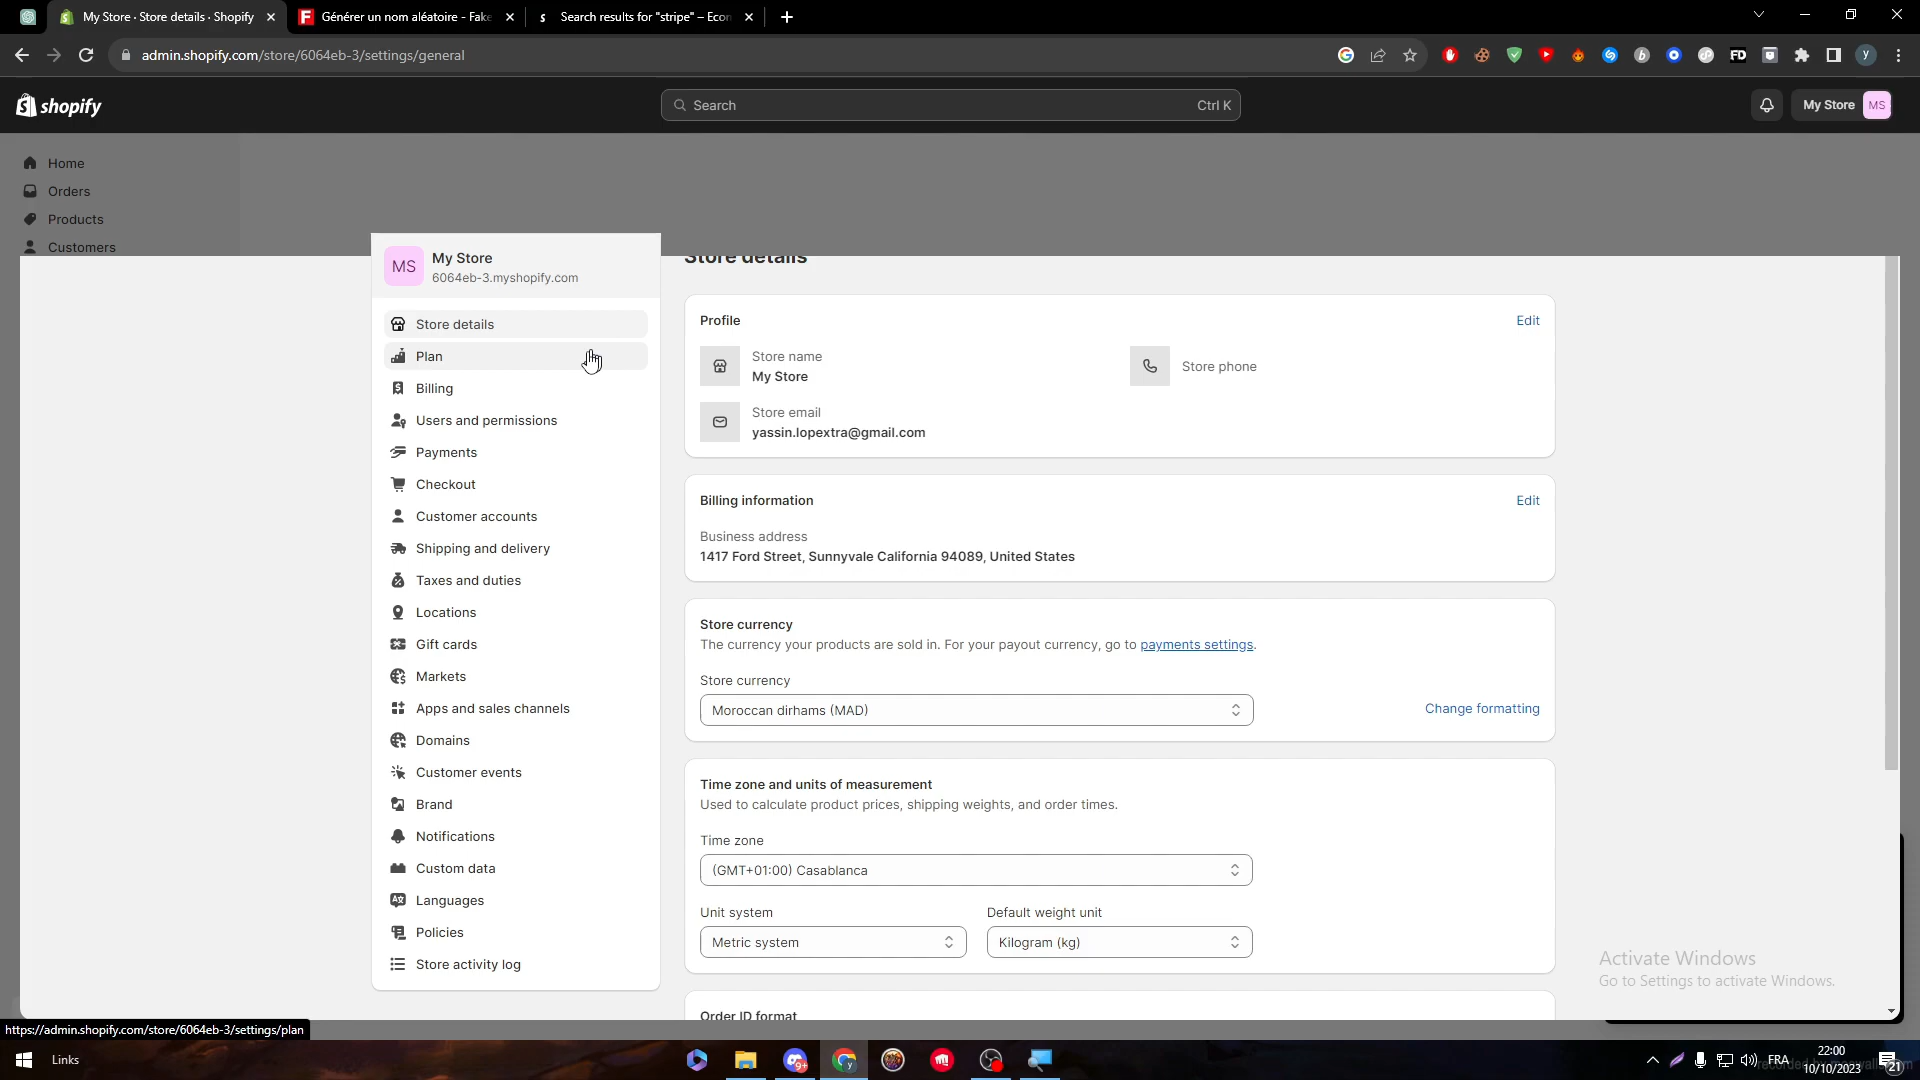 My Store · Store details · Shopify
Générer un nom aléatoire - Fake
Search results for "stripe" – Econ
admin.shopify.com/store/6064eb-3/settings/general
shopify
Search
Ctrl K
My Store
MS
Home
Orders
Products
Customers
MS
My Store
6064eb-3.myshopify.com
Store details
Plan
Billing
Users and permissions
Payments
Checkout
Customer accounts
Shipping and delivery
Taxes and duties
Locations
Gift cards
Markets
Apps and sales channels
Domains
Customer events
Brand
Notifications
Custom data
Languages
Policies
Store activity log
Store details
Profile
Edit
Store name
My Store
Store phone
Store email
yassin.lopextra@gmail.com
Billing information
Edit
Business address
1417 Ford Street, Sunnyvale California 94089, United States
Store currency
The currency your products are sold in. For your payout currency, go to payments settings.
Store currency
Moroccan dirhams (MAD)
Change formatting
Time zone and units of measurement
Used to calculate product prices, shipping weights, and order times.
Time zone
(GMT+01:00) Casablanca
Unit system
Default weight unit
Metric system
Kilogram (kg)
Order ID format
Activate Windows
Go to Settings to activate Windows.
https://admin.shopify.com/store/6064eb-3/settings/plan
Links
FRA
22:00
10/10/2023
21